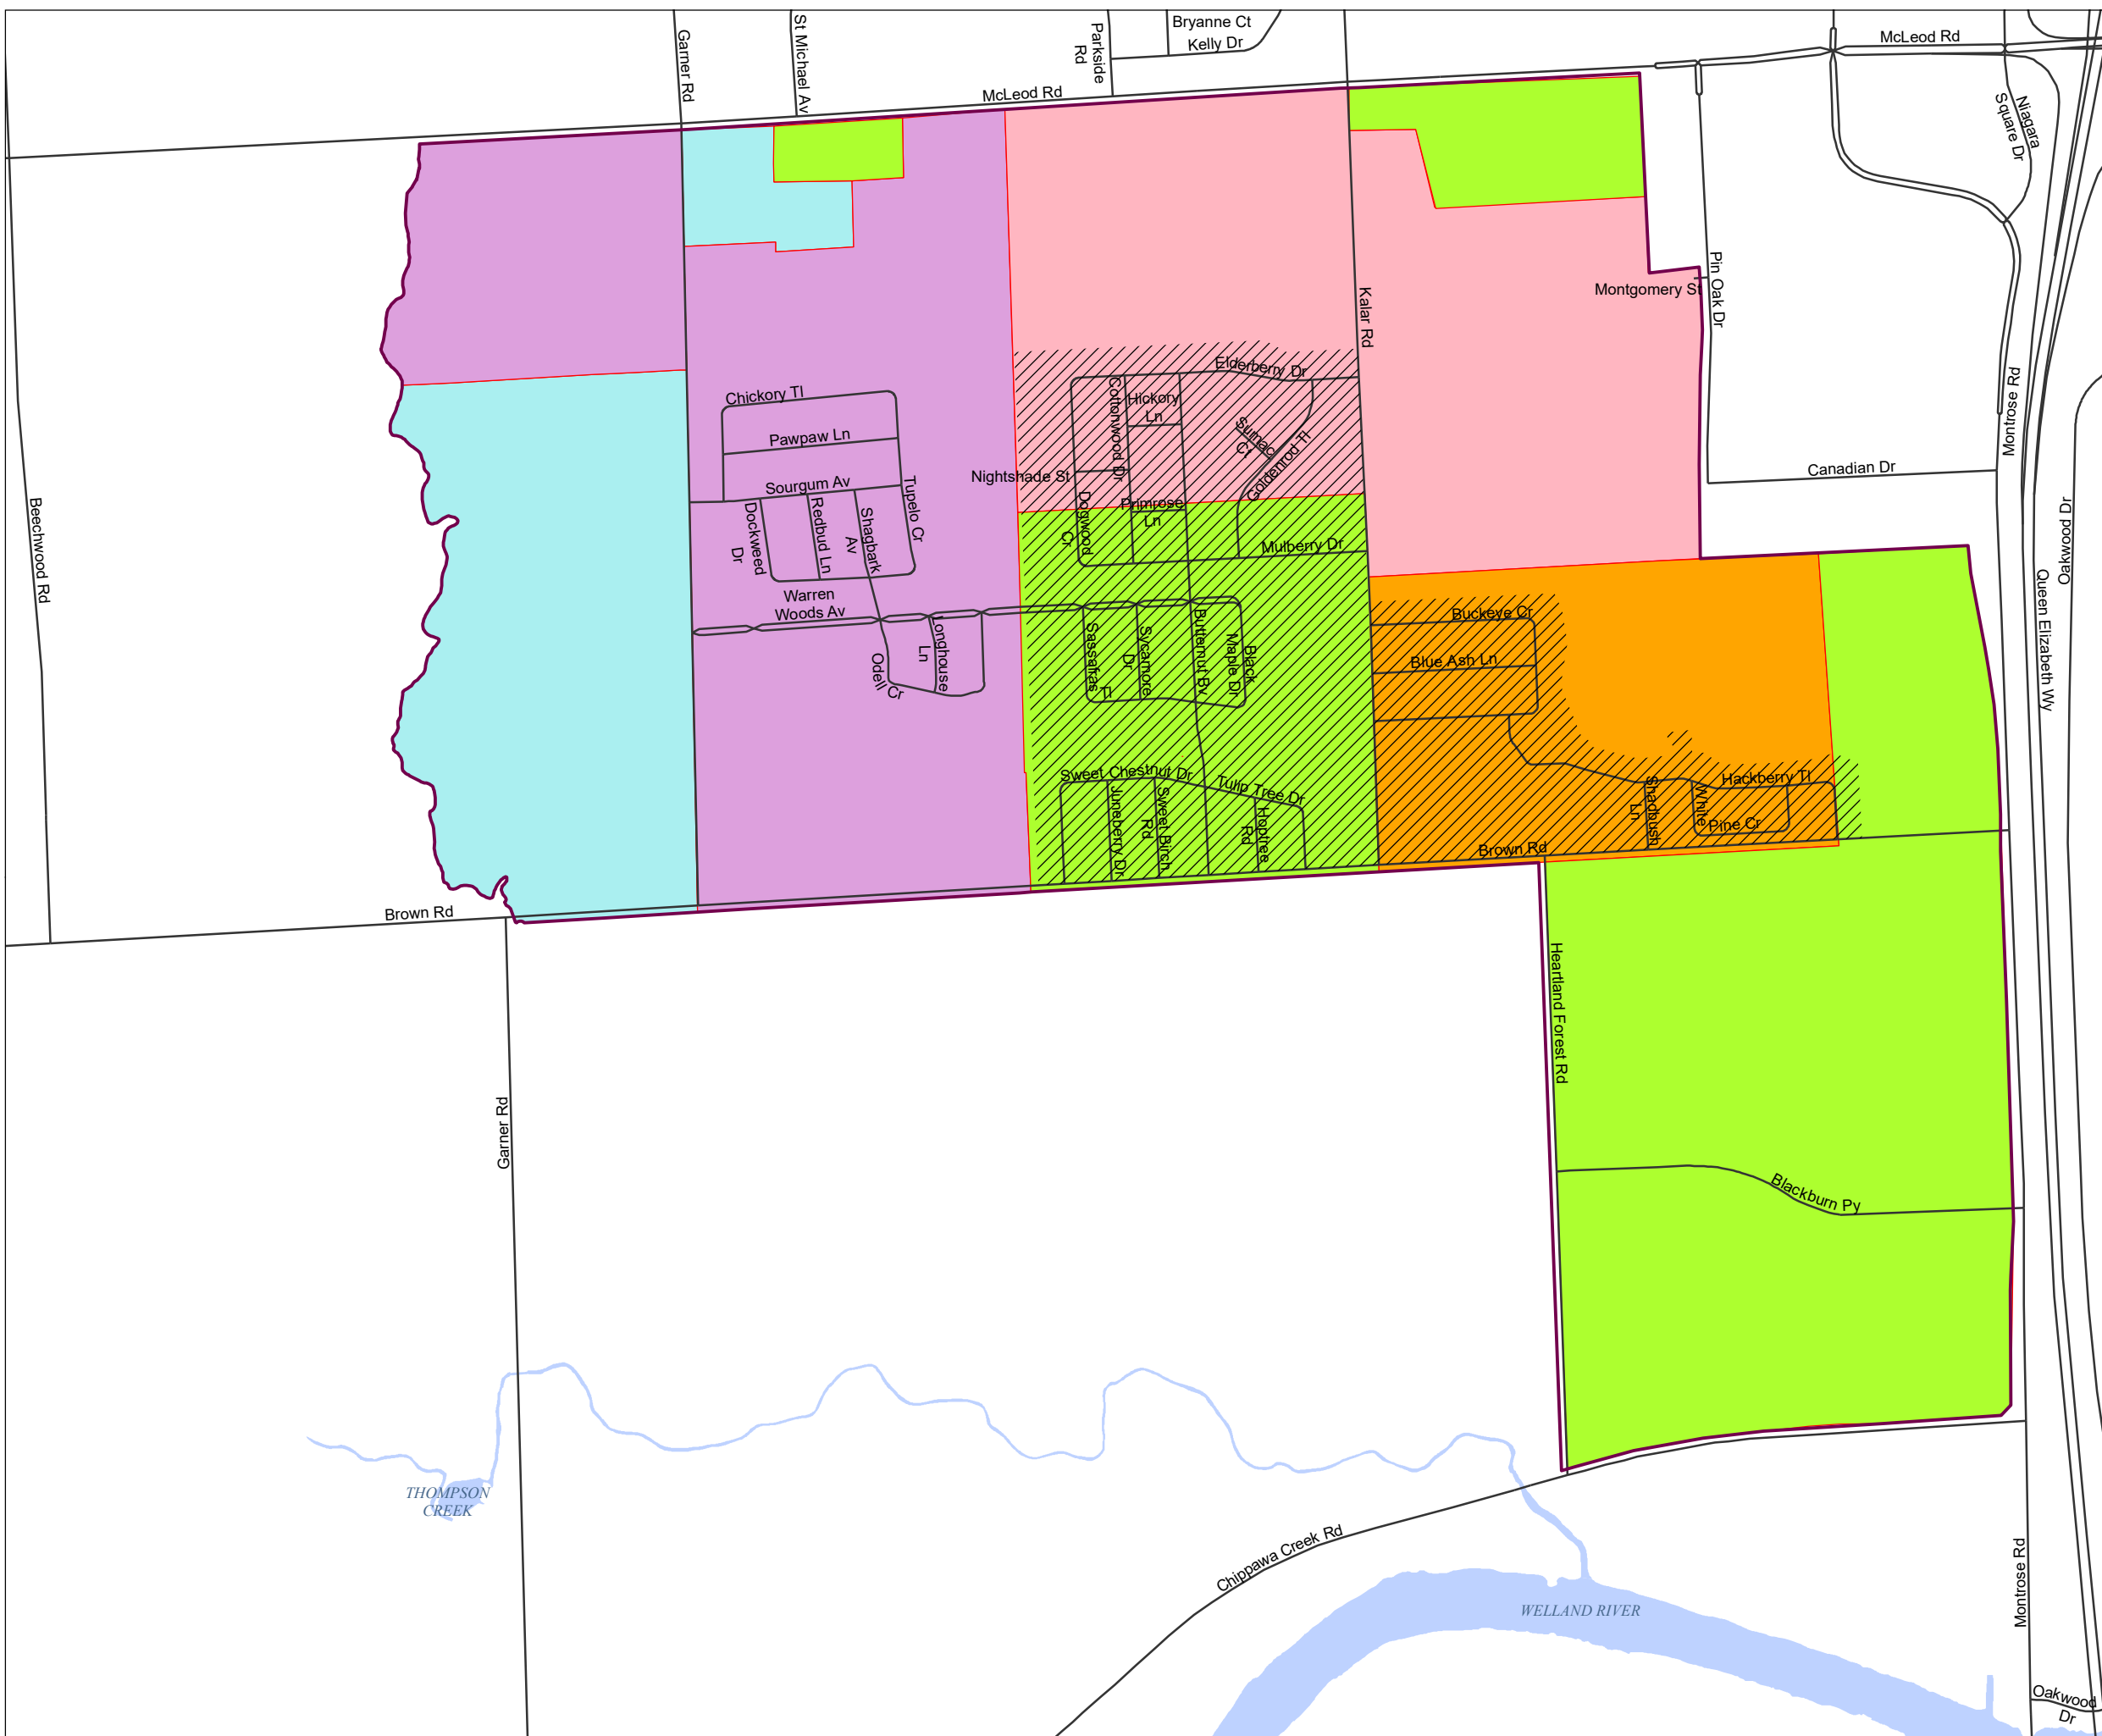 Bryanne Ct
Kelly Dr
McLeod Rd
Garner Rd
St Michael Av
Parkside
Rd
McLeod Rd
Niagara
Square Dr
Pin Oak Dr
Montgomery St
Kalar Rd
Elderberry Dr
Chickory Tl
Cottonwood Dr
Hickory
Ln
Sumac
Ct
Goldenrod Tl
Pawpaw Ln
Montrose Rd
Canadian Dr
Nightshade St
Sourgum Av
Tupelo Cr
Dockweed
Dr
Redbud Ln
Shagbark
Av
Dogwood
Cr
Primrose
Ln
Mulberry Dr
Beechwood Rd
Oakwood Dr
Queen Elizabeth Wy
Warren
Woods Av
Longhouse
Ln
Odell Cr
Sassafras
Tl
Sycamore
Dr
Butternut Bv
Black
Maple Dr
Buckeye Cr
Blue Ash Ln
Sweet Chestnut Dr
Tulip Tree Dr
Juneberry Dr
Sweet Birch
Rd
Hoptree
Rd
Hackberry Tl
Shadbush
Ln
White
Pine Cr
Brown Rd
Brown Rd
Heartland Forest Rd
Garner Rd
Blackburn Py
THOMPSON
CREEK
Chippawa Creek Rd
WELLAND RIVER
Montrose Rd
Oakwood
Dr